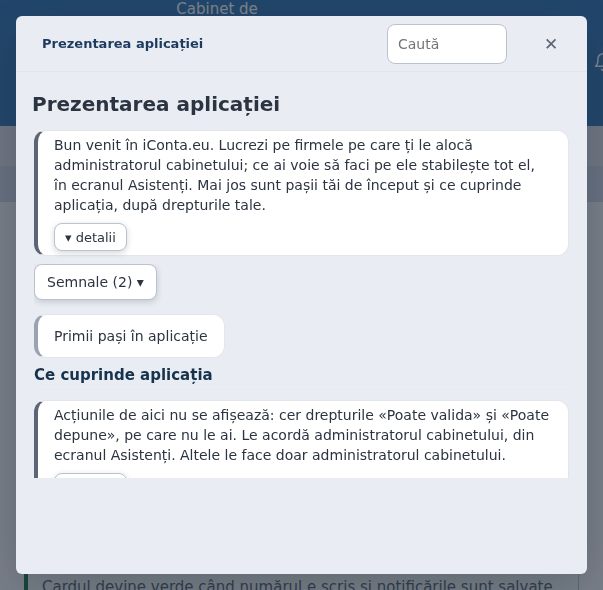 Cabinet de
Prezentarea aplicației
Caută
✕
Prezentarea aplicației
Bun venit în iConta.eu. Lucrezi pe firmele pe care ți le alocă
administratorul cabinetului; ce ai voie să faci pe ele stabilește tot el,
în ecranul Asistenți. Mai jos sunt pașii tăi de început și ce cuprinde
aplicația, după drepturile tale.
▾ detalii
Semnale (2) ▾
Primii pași în aplicație
Ce cuprinde aplicația
Acțiunile de aici nu se afișează: cer drepturile «Poate valida» și «Poate
depune», pe care nu le ai. Le acordă administratorul cabinetului, din
ecranul Asistenți. Altele le face doar administratorul cabinetului.
Cardul devine verde când numărul e scris și notificările sunt salvate